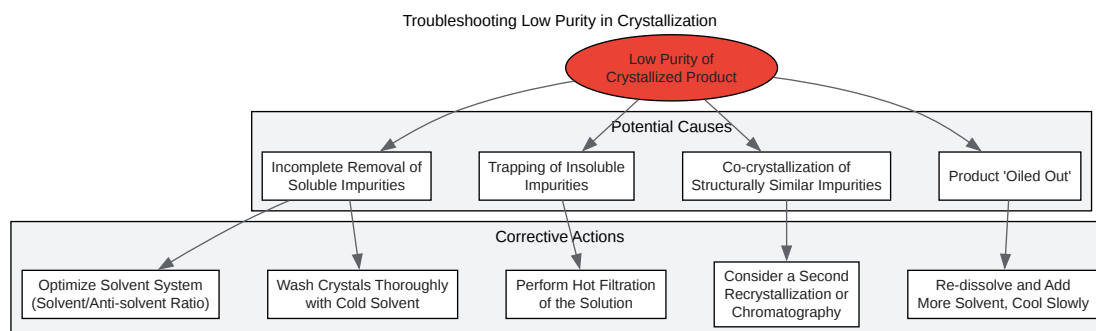 Troubleshooting Low Purity in Crystallization
Low Purity of
Crystallized Product
Potential Causes
Incomplete Removal of
Soluble Impurities
Trapping of Insoluble
Impurities
Co-crystallization of
Structurally Similar Impurities
Product 'Oiled Out'
Corrective Actions
Optimize Solvent System
(Solvent/Anti-solvent Ratio)
Wash Crystals Thoroughly
with Cold Solvent
Perform Hot Filtration
of the Solution
Consider a Second
Recrystallization or
Chromatography
Re-dissolve and Add
More Solvent, Cool Slowly